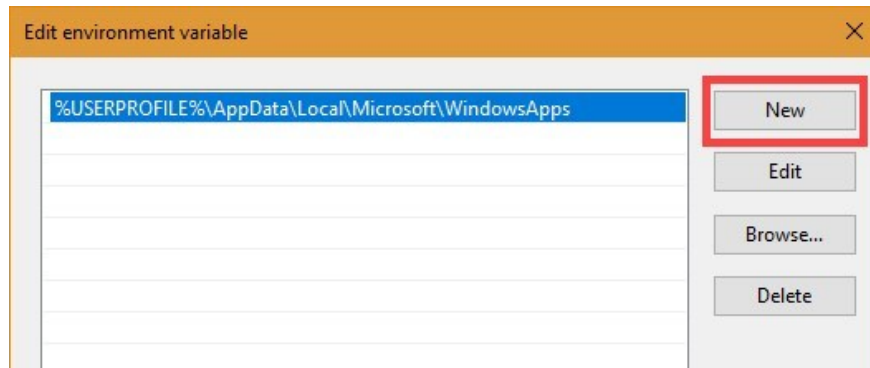 Edit environment variable
%USERPROFILE%\AppData\Local\Microsoft\WindowsApps
New
Edit
Browse...
Delete